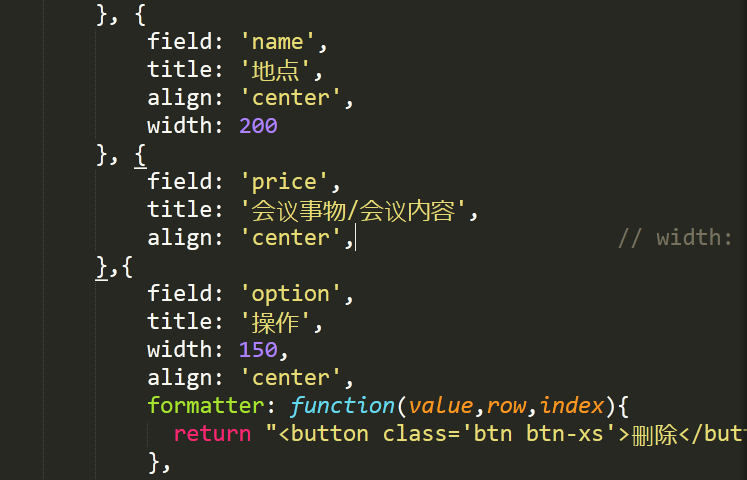 }, {
field: 'name',
title: '地点',
align: 'center',
width: 200
}, {
field: 'price',
title: '会议事物/会议内容',
align: 'center', // width:
},{
field: 'option',
title: '操作',
width: 150,
align: 'center',
formatter: function(value,row,index){
return "<button class='btn btn-xs'>删除</butt
},